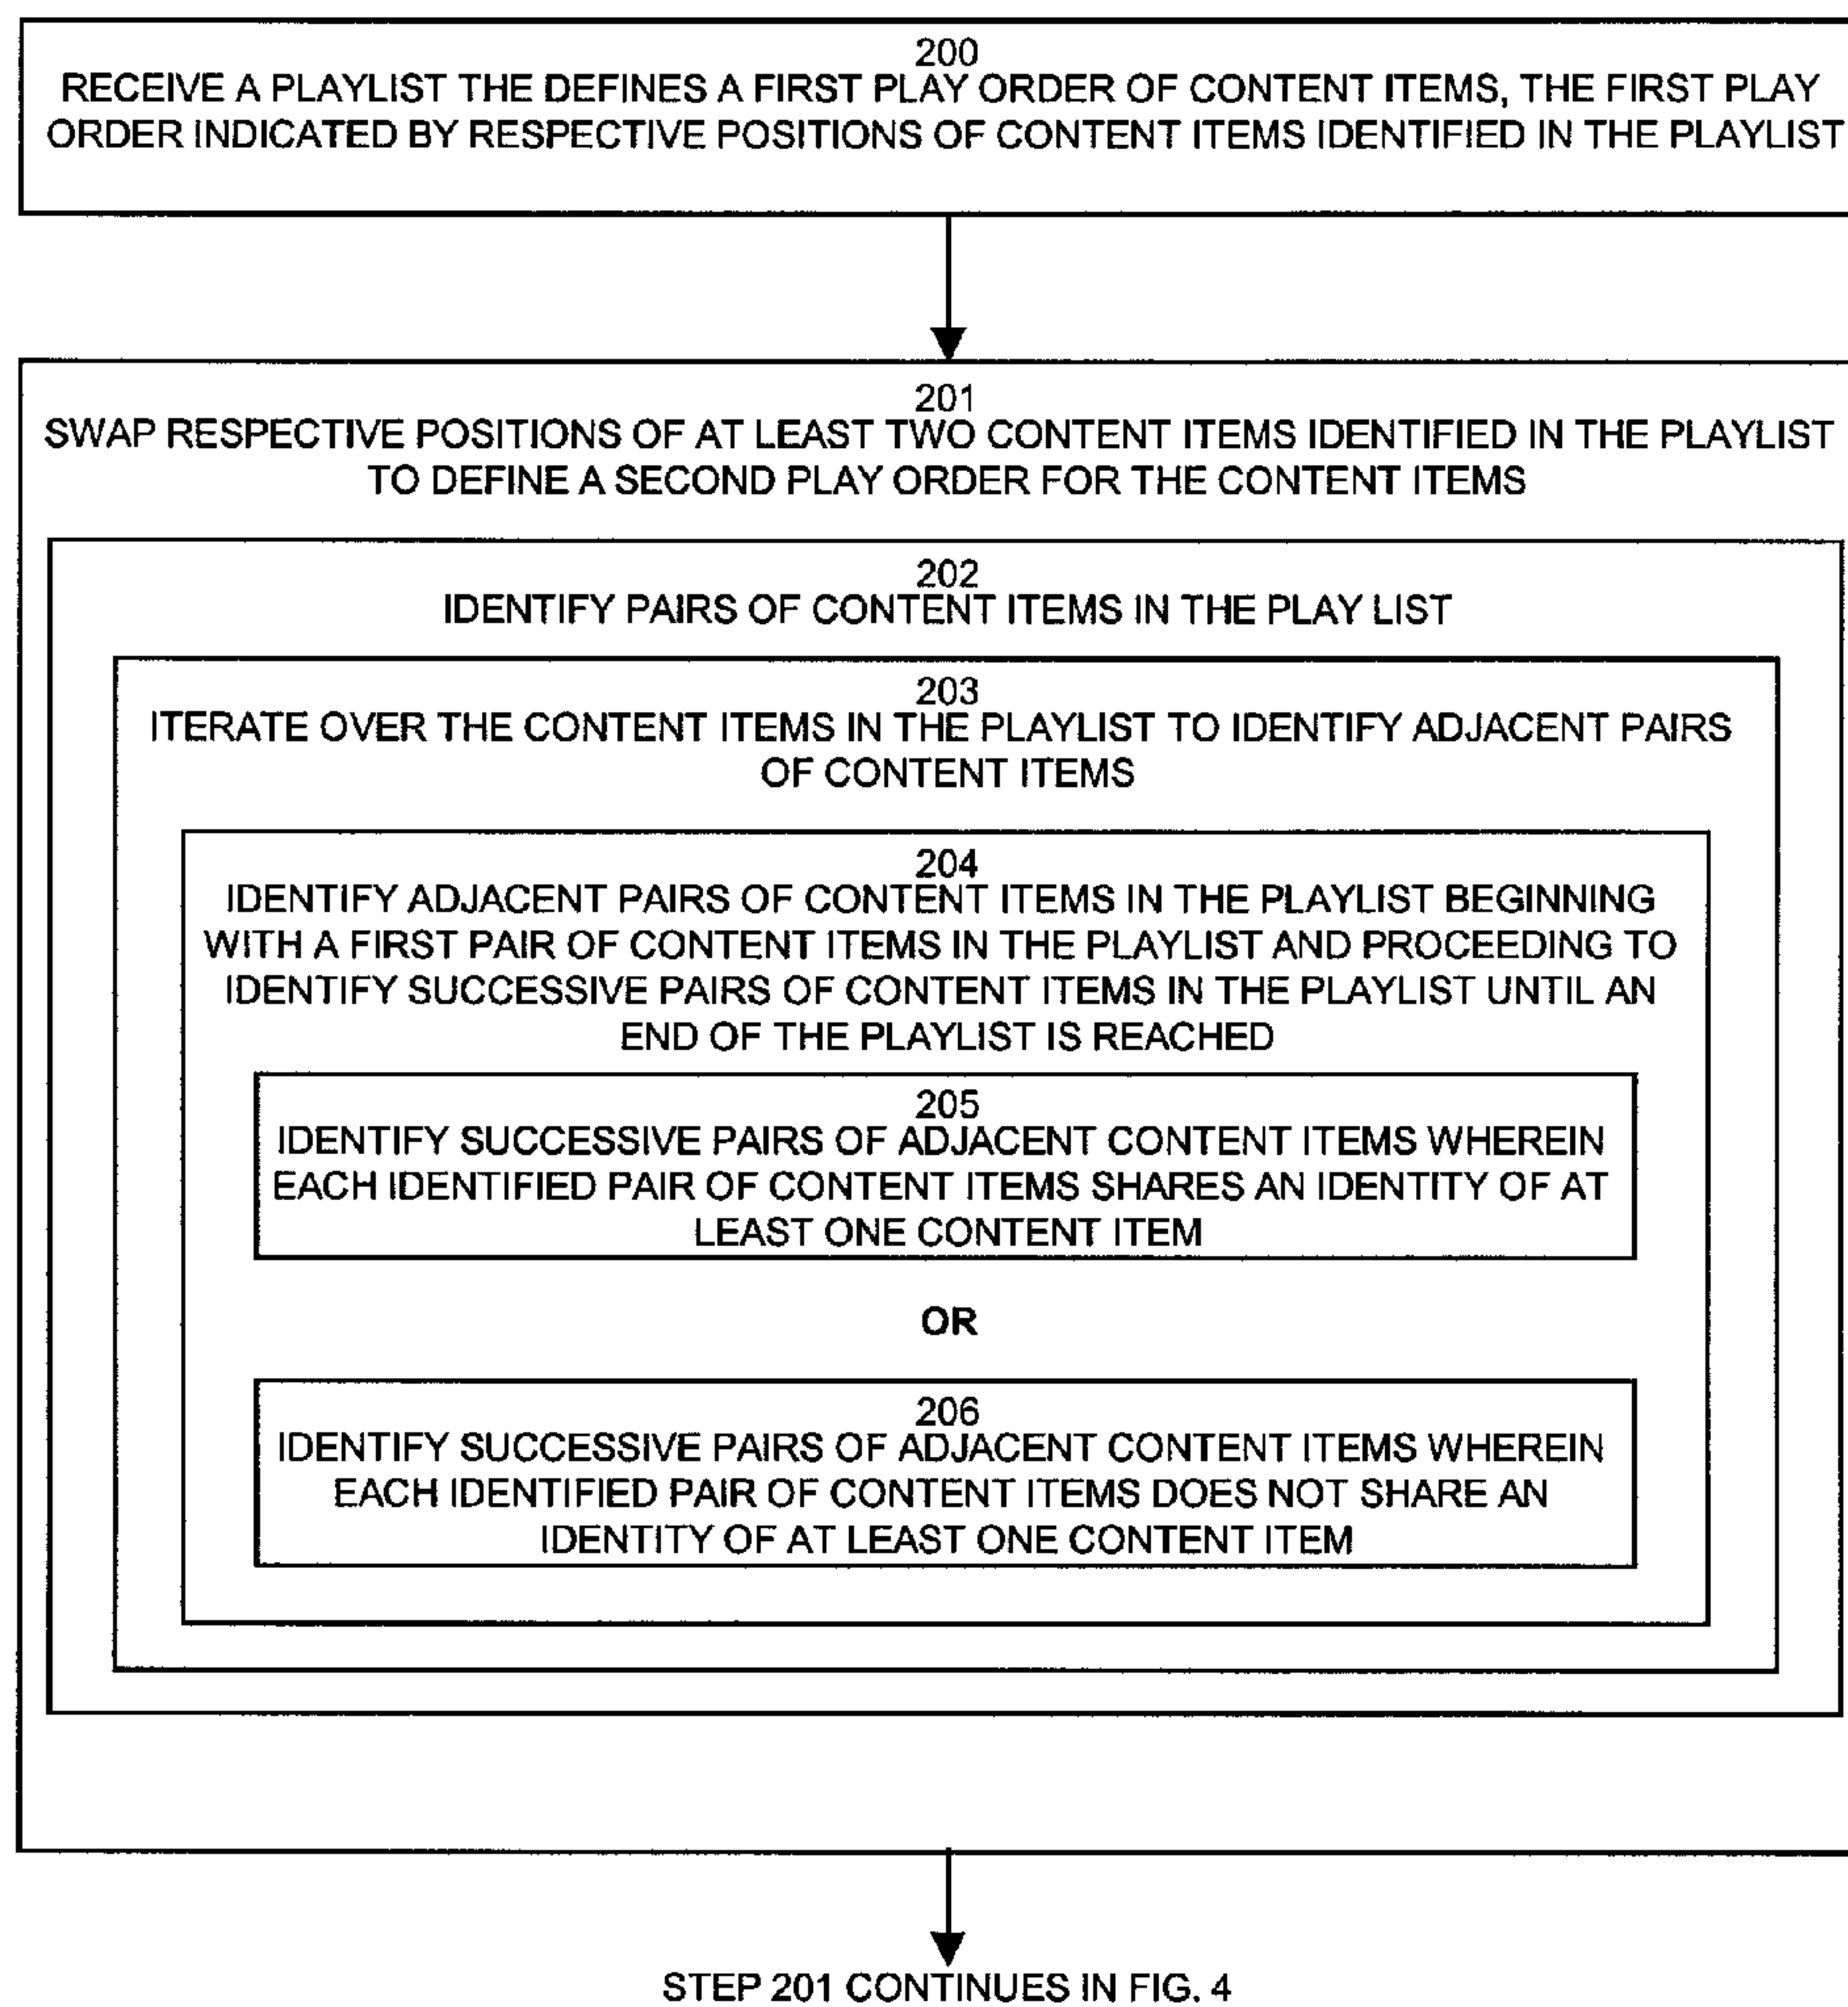 200
RECEIVE A PLAYLIST THE DEFINES A FIRST PLAY ORDER OF CONTENT ITEMS, THE FIRST PLAY
ORDER INDICATED BY RESPECTIVE POSITIONS OF CONTENT ITEMS IDENTIFIED IN THE PLAYLIST
201
SWAP RESPECTIVE POSITIONS OF AT LEAST TWO CONTENT ITEMS IDENTIFIED IN THE PLAYLIST
TO DEFINE A SECOND PLAY ORDER FOR THE CONTENT ITEMS
202
IDENTIFY PAIRS OF CONTENT ITEMS IN THE PLAY LIST
203
ITERATE OVER THE CONTENT ITEMS IN THE PLAYLIST TO IDENTIFY ADJACENT PAIRS
OF CONTENT ITEMS
204
IDENTIFY ADJACENT PAIRS OF CONTENT ITEMS IN THE PLAYLIST BEGINNING
WITH A FIRST PAIR OF CONTENT ITEMS IN THE PLAYLIST AND PROCEEDING TO
IDENTIFY SUCCESSIVE PAIRS OF CONTENT ITEMS IN THE PLAYLIST UNTIL AN
END OF THE PLAYLIST IS REACHED
205
IDENTIFY SUCCESSIVE PAIRS OF ADJACENT CONTENT ITEMS WHEREIN
EACH IDENTIFIED PAIR OF CONTENT ITEMS SHARES AN IDENTITY OF AT
LEAST ONE CONTENT ITEM
OR
206
IDENTIFY SUCCESSIVE PAIRS OF ADJACENT CONTENT ITEMS WHEREIN
EACH IDENTIFIED PAIR OF CONTENT ITEMS DOES NOT SHARE AN
IDENTITY OF AT LEAST ONE CONTENT ITEM
STEP 201 CONTINUES IN FIG. 4